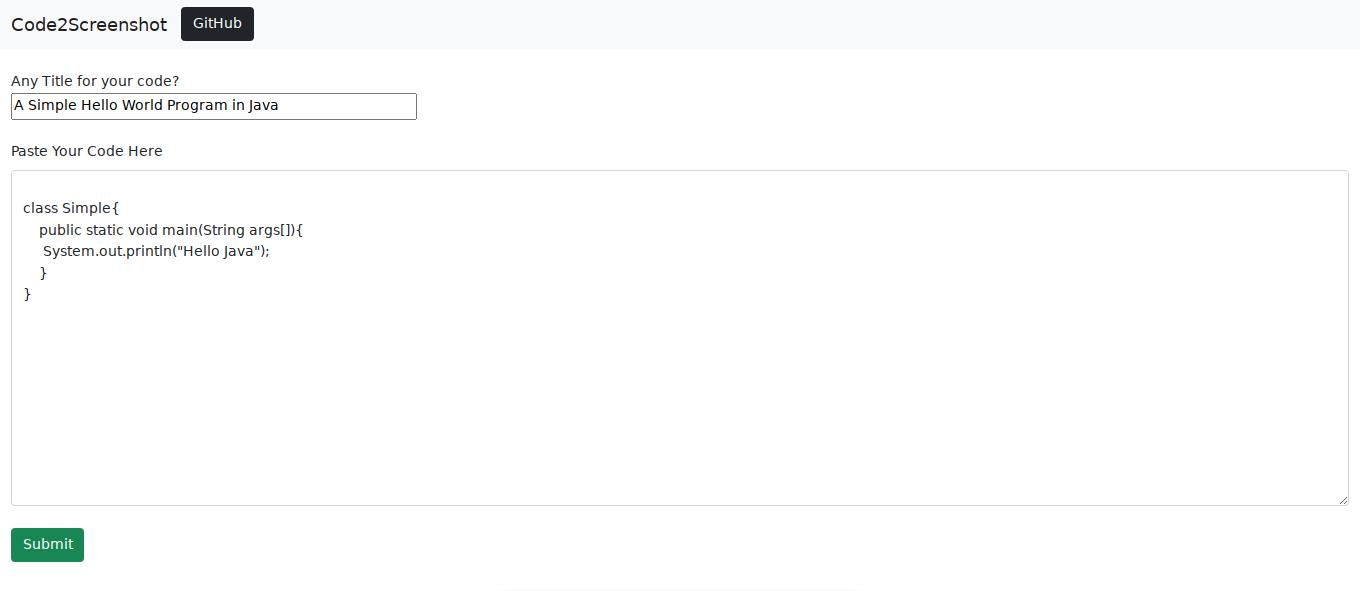 Code2Screenshot GitHub
Any Title for your code?
A Simple Hello World Program in Java
Paste Your Code Here
class Simple{
    public static void main(String args[]){
     System.out.println("Hello Java");
    }
}
Submit